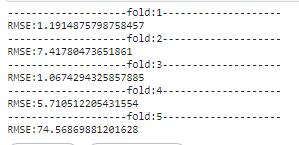 --------------------fold:1--------------------
RMSE:1.1914875798758457
--------------------fold:2--------------------
RMSE:7.41780473651861
--------------------fold:3--------------------
RMSE:1.0674294325857885
--------------------fold:4--------------------
RMSE:5.710512205431554
--------------------fold:5--------------------
RMSE:74.56869881201628